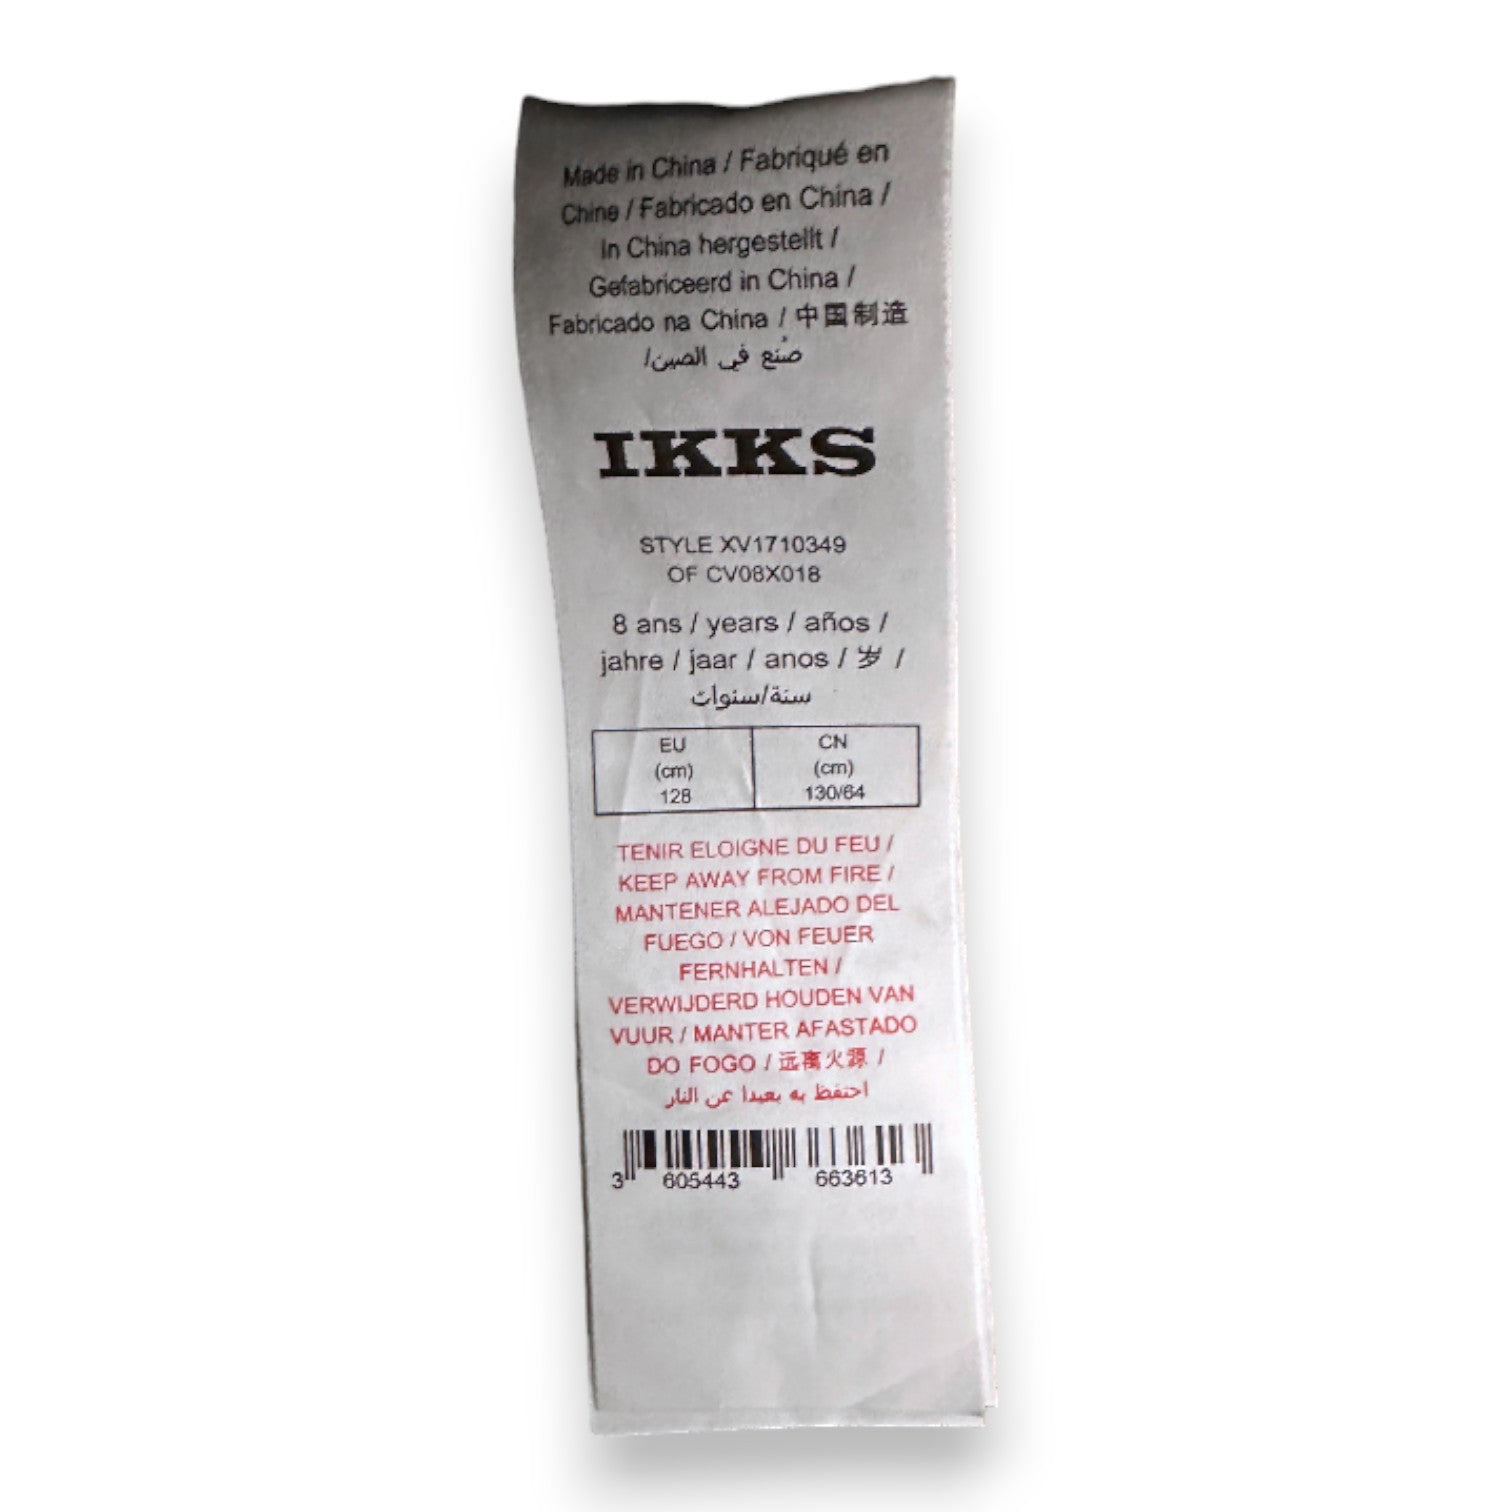 Made in China / Fabriqué en
Chine / Fabricado en China /
In China hergestellt /
Gefabriceerd in China /
Fabricado na China / 中国制造
صُنع في الصين/
IKKS
STYLE XV1710349
OF CV08X018
8 ans / years / años /
jahre / jaar / anos / 岁 /
سنة/سنوات
EU
(cm)
128
CN
(cm)
130/64
TENIR ELOIGNE DU FEU /
KEEP AWAY FROM FIRE /
MANTENER ALEJADO DEL
FUEGO / VON FEUER
FERNHALTEN /
VERWIJDERD HOUDEN VAN
VUUR / MANTER AFASTADO
DO FOGO / 远离火源 /
احتفظ به بعيدا عن النار
3 605443 663613